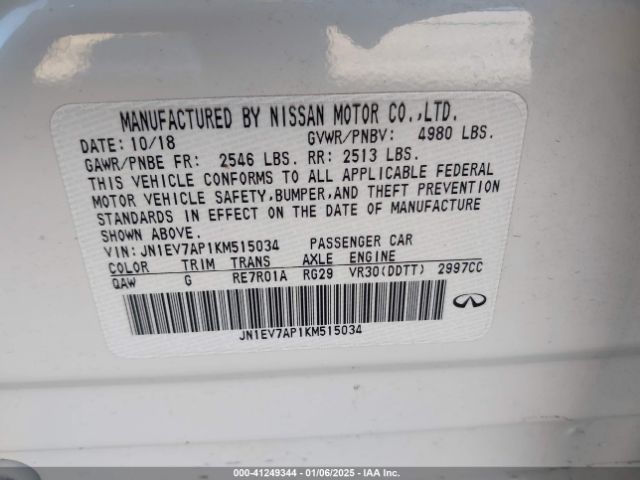 MANUFACTURED BY NISSAN MOTOR CO.,LTD.
DATE: 10/18 GVWR/PNBV: 4980 LBS.
GAWR/PNBE FR: 2546 LBS. RR: 2513 LBS.
THIS VEHICLE CONFORMS TO ALL APPLICABLE FEDERAL
MOTOR VEHICLE SAFETY,BUMPER,AND THEFT PREVENTION
STANDARDS IN EFFECT ON THE DATE OF MANUFACTURE
SHOWN ABOVE.
VIN: JN1EV7AP1KM515034 PASSENGER CAR
COLOR TRIM TRANS AXLE ENGINE
QAW G RE7R01A RG29 VR30(DDTT) 2997CC
JN1EV7AP1KM515034
000-41249344 - 01/06/2025 - IAAI.COM